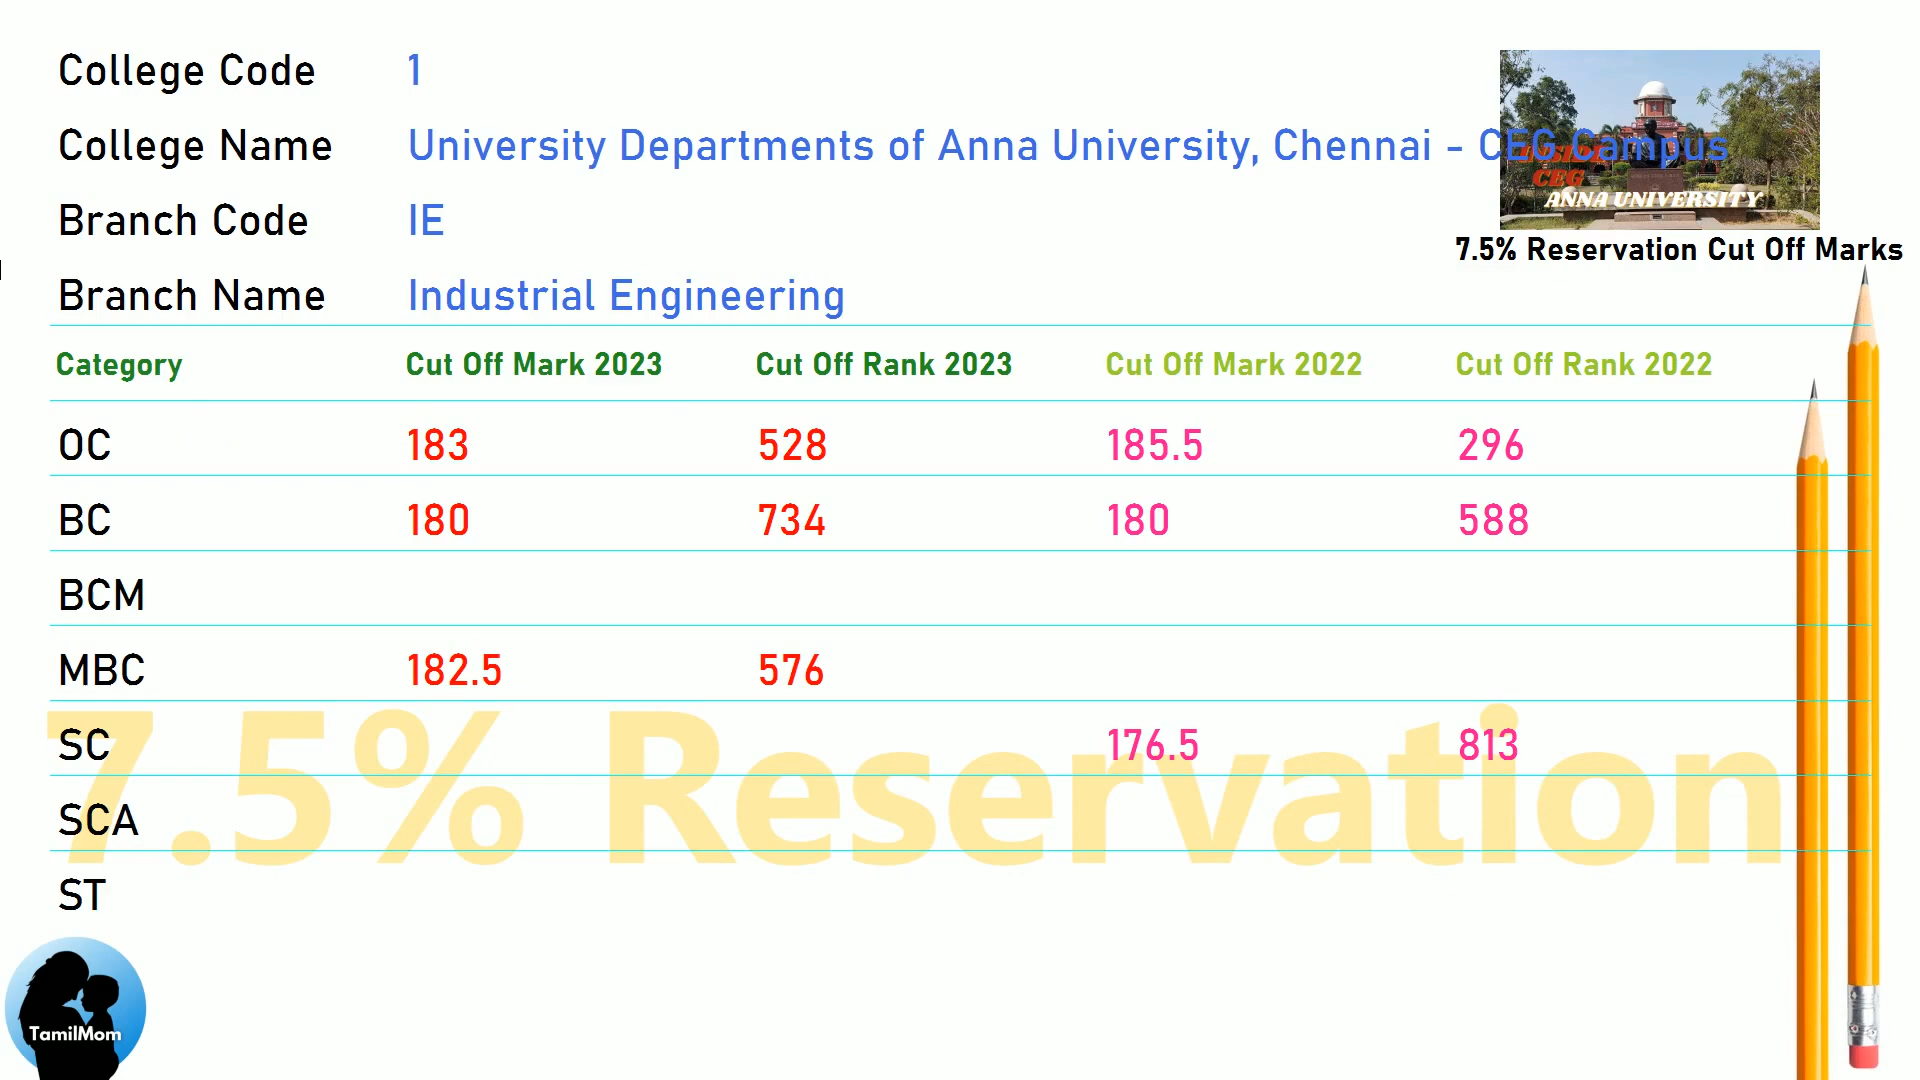 College Code 1
College Name University Departments of Anna University, Chennai - CEG Campus
CEG
ANNA UNIVERSITY
Branch Code IE
7.5% Reservation Cut Off Marks
Branch Name Industrial Engineering
Category Cut Off Mark 2023 Cut Off Rank 2023 Cut Off Mark 2022 Cut Off Rank 2022
OC 183 528 185.5 296
BC 180 734 180 588
BCM
MBC 182.5 576
SC 176.5 813
7.5% Reservation
SCA
ST
TamilMom